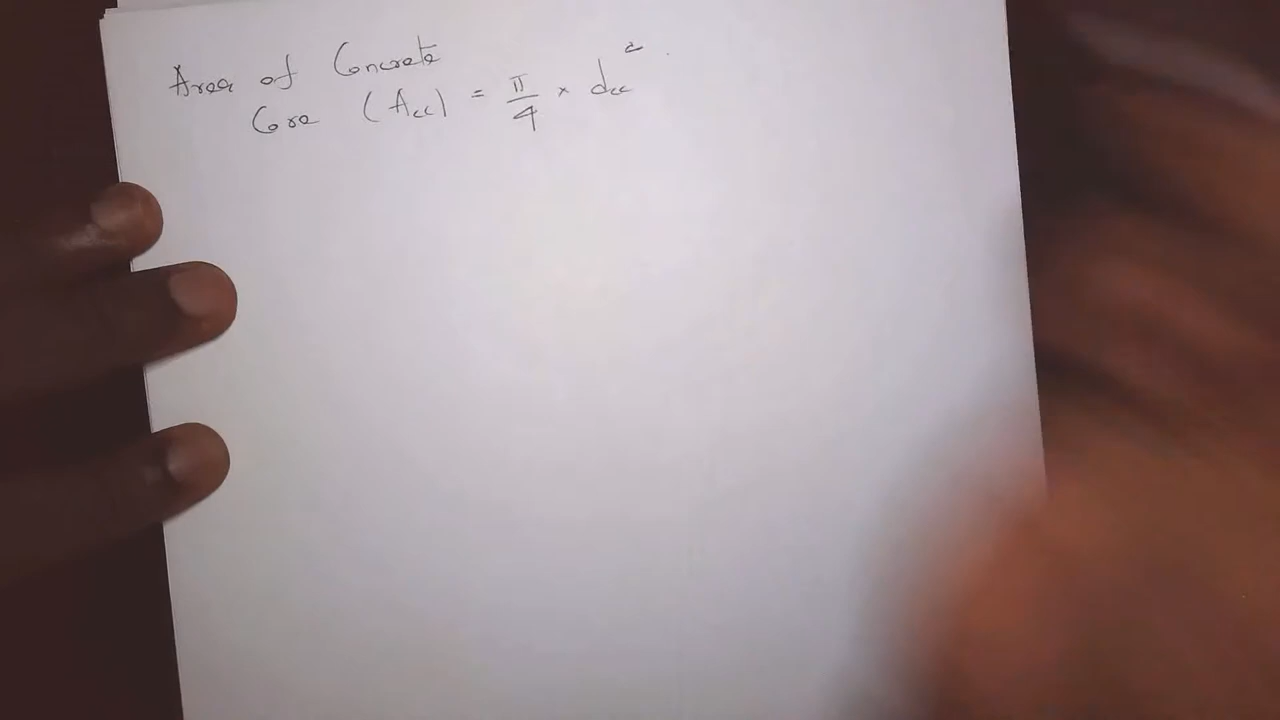 Area of Concrete
Core (Acc) = π/4 × dcc²